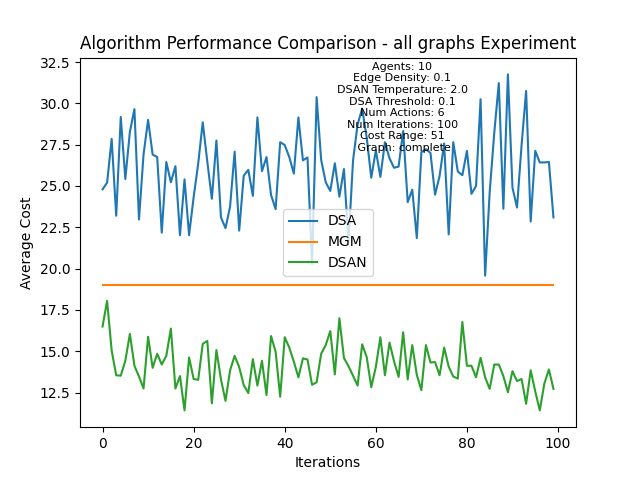 Algorithm Performance Comparison - all graphs Experiment
Agents: 10
Edge Density: 0.1
DSAN Temperature: 2.0
DSA Threshold: 0.1
Num Actions: 6
Num Iterations: 100
Cost Range: 51
Graph: complete
DSA
MGM
DSAN
Average Cost
32.5
30.0
27.5
25.0
22.5
20.0
17.5
15.0
12.5
0 20 40 60 80 100
Iterations